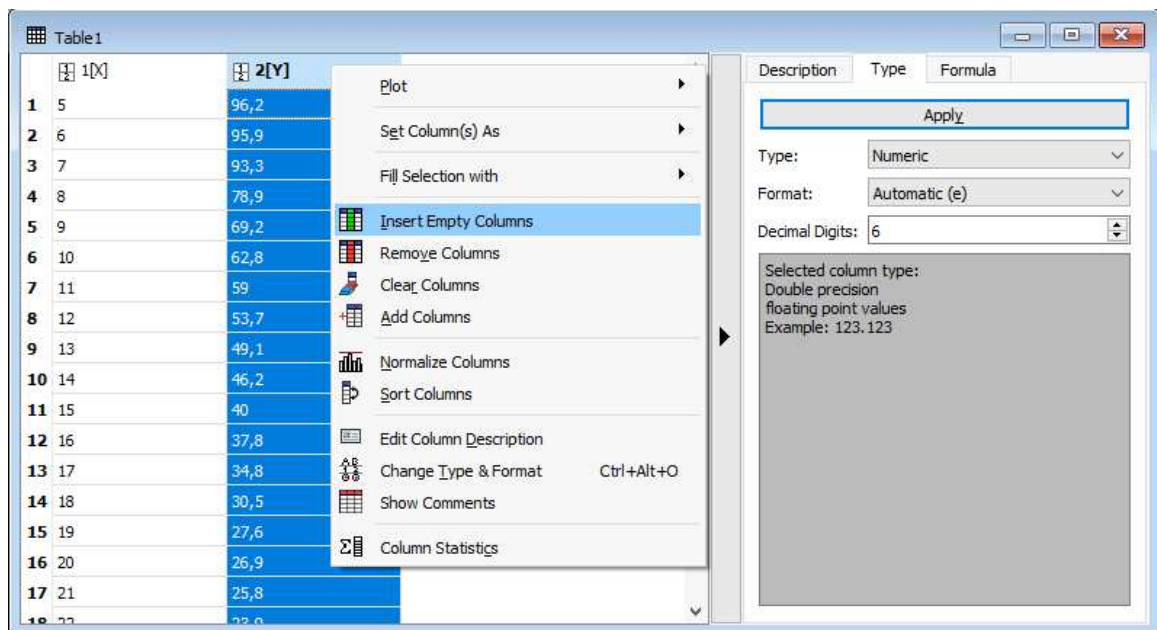 Table1
1[X] 2[Y]
1 5 96,2
2 6 95,9
3 7 93,3
4 8 78,9
5 9 69,2
6 10 62,8
7 11 59
8 12 53,7
9 13 49,1
10 14 46,2
11 15 40
12 16 37,8
13 17 34,8
14 18 30,5
15 19 27,6
16 20 26,9
17 21 25,8
Plot
Set Column(s) As
Fill Selection with
Insert Empty Columns
Remove Columns
Clear Columns
Add Columns
Normalize Columns
Sort Columns
Edit Column Description
Change Type & Format Ctrl+Alt+O
Show Comments
Column Statistics
Description Type Formula
Apply
Type: Numeric
Format: Automatic (e)
Decimal Digits: 6
Selected column type:
Double precision
floating point values
Example: 123.123